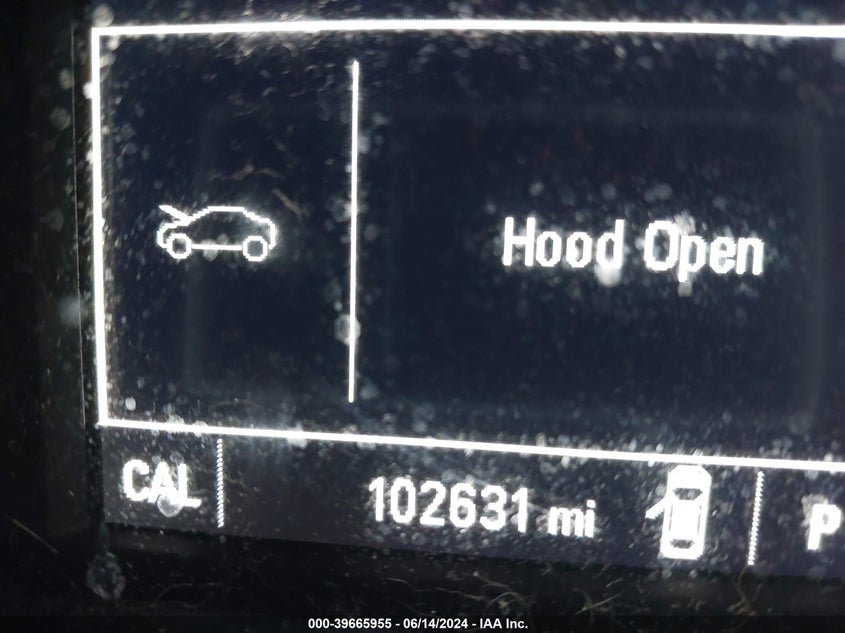 Hood Open
CAL
102631 mi
P
000-39665955 - 06/14/2024 - IAA Inc.